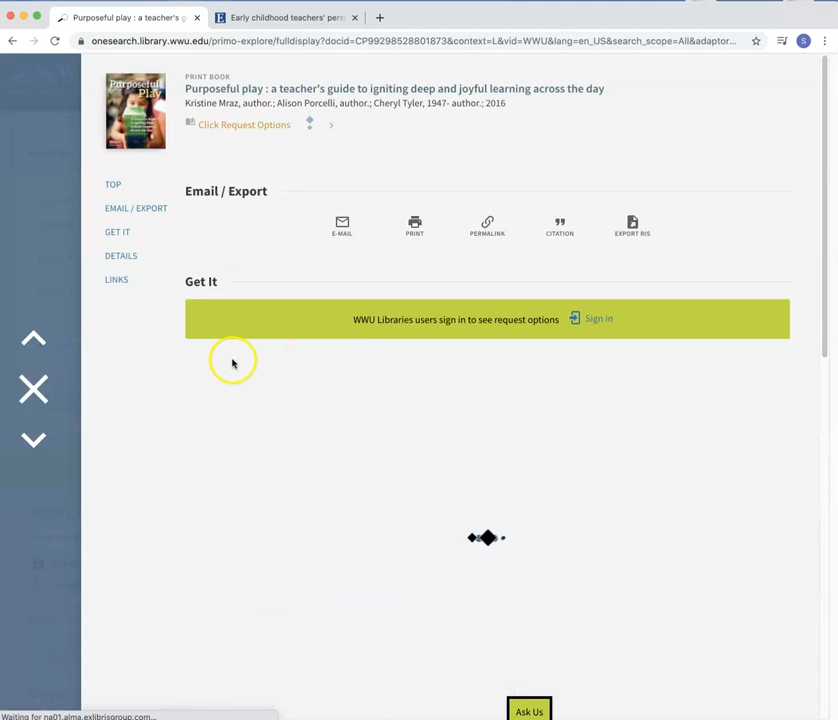 Purposeful play : a teacher's g
Early childhood teachers' pers
onesearch.library.wwu.edu/primo-explore/fulldisplay?docid=CP99298528801873&context=L&vid=WWU&lang=en_US&search_scope=All&adaptor...
S
PRINT BOOK
Purposeful play : a teacher's guide to igniting deep and joyful learning across the day
Kristine Mraz, author.; Alison Porcelli, author.; Cheryl Tyler, 1947- author.; 2016
Click Request Options
Purposeful
Play
TOP
EMAIL / EXPORT
GET IT
DETAILS
LINKS
Email / Export
E-MAIL
PRINT
PERMALINK
CITATION
EXPORT RIS
Get It
WWU Libraries users sign in to see request options
Sign in
Ask Us
Waiting for na01.alma.exlibrisgroup.com...